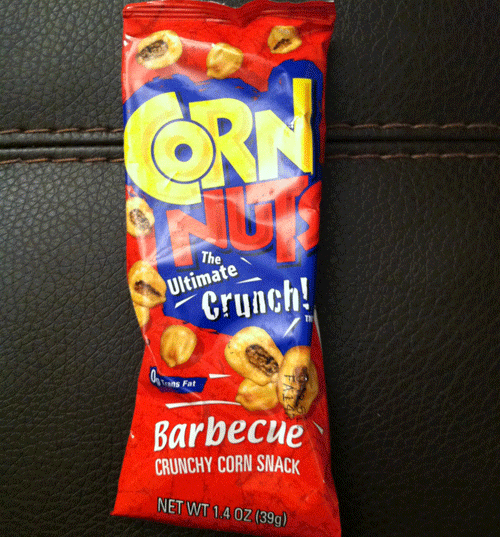 CORN
NUTS
The
Ultimate
Crunch!
0g Trans Fat
Barbecue
CRUNCHY CORN SNACK
NET WT 1.4 OZ (39g)